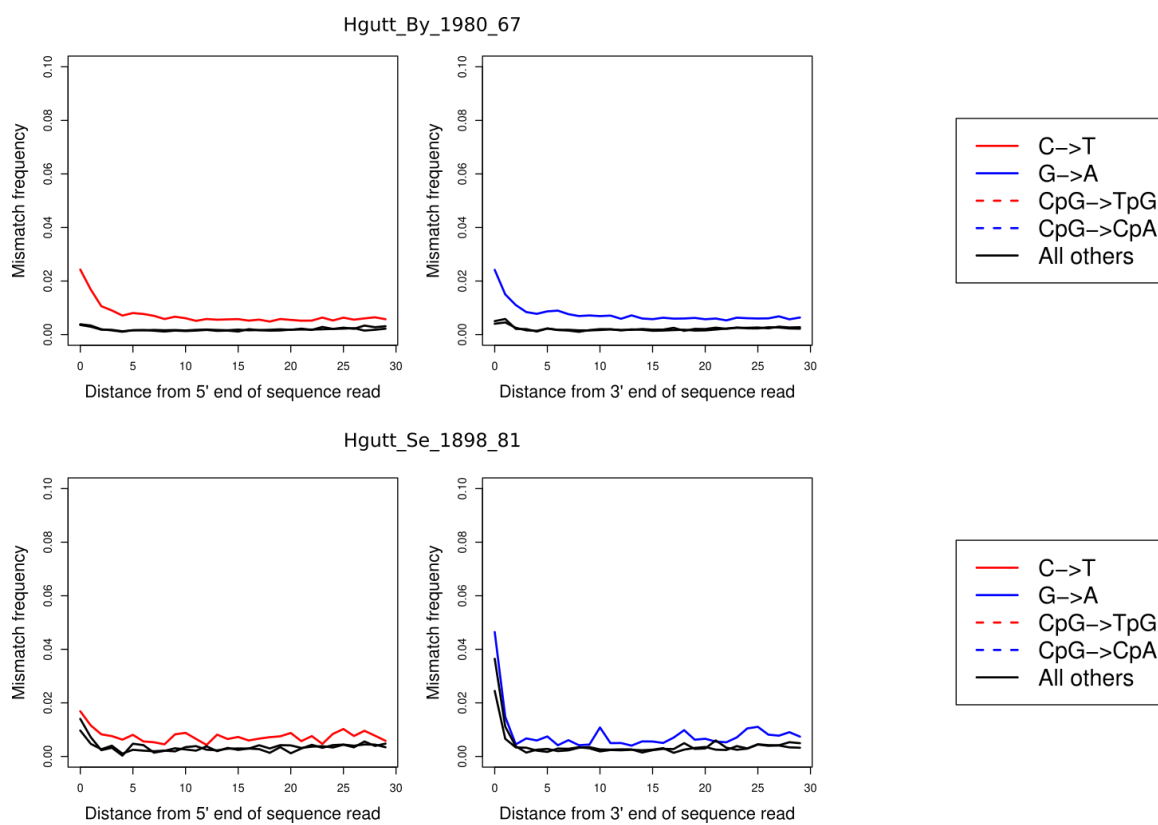 Hgutt_By_1980_67
Mismatch frequency
0.00 0.02 0.04 0.06 0.08 0.10
0 5 10 15 20 25 30
Distance from 5' end of sequence read
Mismatch frequency
0.00 0.02 0.04 0.06 0.08 0.10
0 5 10 15 20 25 30
Distance from 3' end of sequence read
C->T
G->A
CpG->TpG
CpG->CpA
All others
Hgutt_Se_1898_81
Mismatch frequency
0.00 0.02 0.04 0.06 0.08 0.10
0 5 10 15 20 25 30
Distance from 5' end of sequence read
Mismatch frequency
0.00 0.02 0.04 0.06 0.08 0.10
0 5 10 15 20 25 30
Distance from 3' end of sequence read
C->T
G->A
CpG->TpG
CpG->CpA
All others